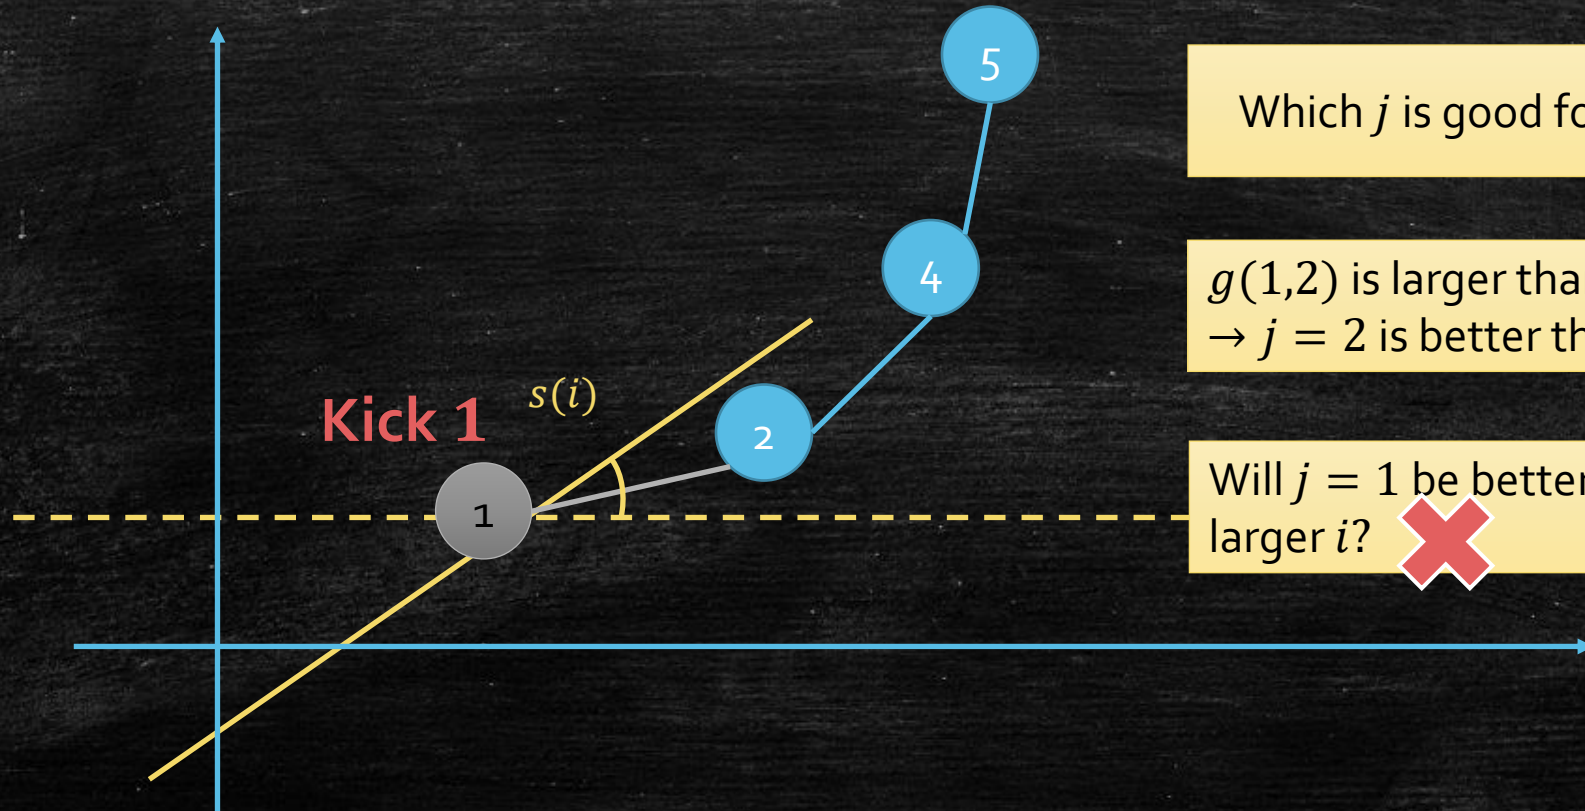 5
Which j is good fo
4
g(1,2) is larger tha
→ j = 2 is better th
s(i)
Kick 1
2
Will j = 1 be better
larger i?
1